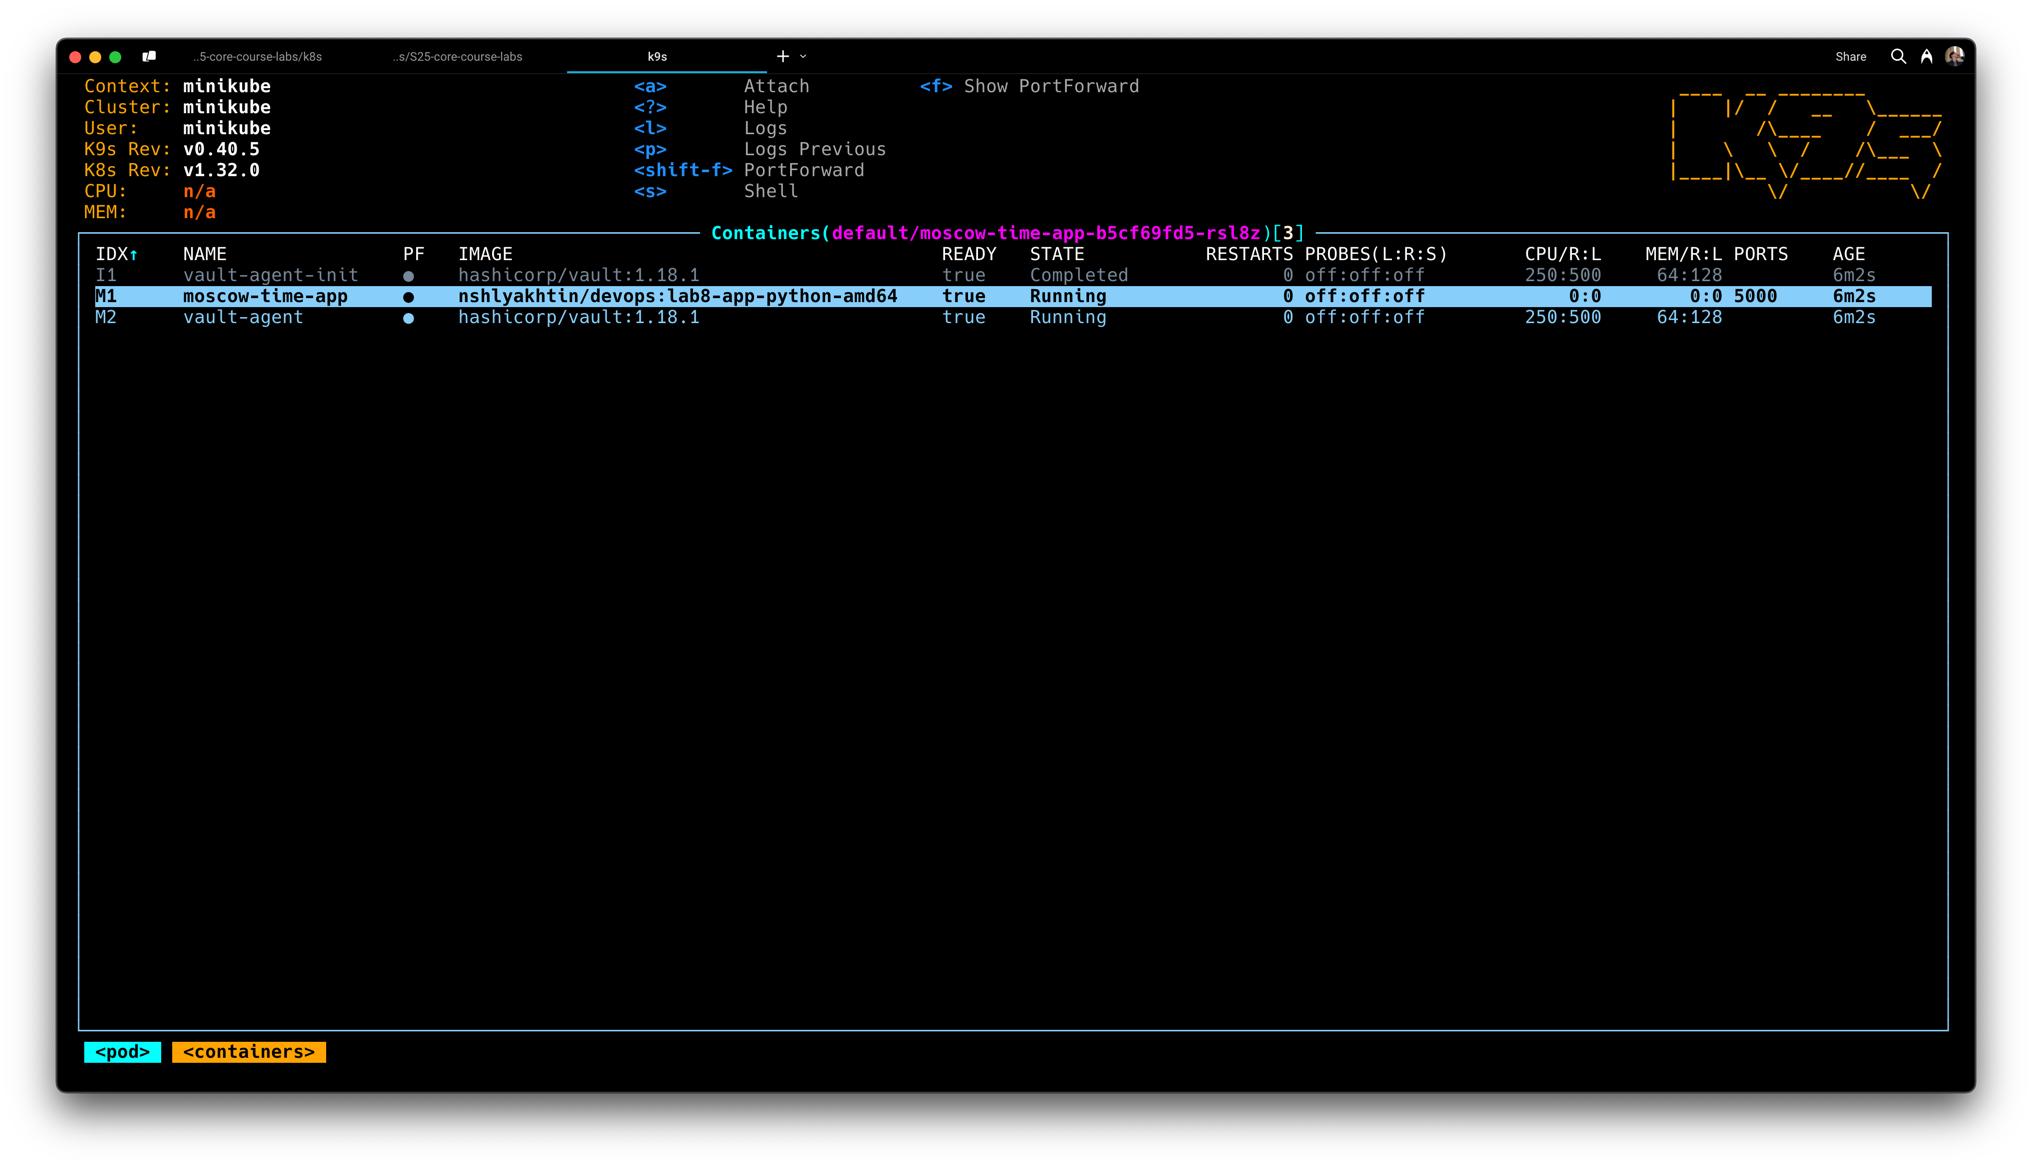 ..5-core-course-labs/k8s ..s/S25-core-course-labs k9s + Share
Context: minikube <a> Attach <f> Show PortForward
Cluster: minikube <?> Help
User: minikube <l> Logs
K9s Rev: v0.40.5 <p> Logs Previous
K8s Rev: v1.32.0 <shift-f> PortForward
CPU: n/a <s> Shell
MEM: n/a
Containers(default/moscow-time-app-b5cf69fd5-rsl8z)[3]
IDX↑ NAME PF IMAGE READY STATE RESTARTS PROBES(L:R:S) CPU/R:L MEM/R:L PORTS AGE
I1 vault-agent-init ● hashicorp/vault:1.18.1 true Completed 0 off:off:off 250:500 64:128 6m2s
M1 moscow-time-app ● nshlyakhtin/devops:lab8-app-python-amd64 true Running 0 off:off:off 0:0 0:0 5000 6m2s
M2 vault-agent ● hashicorp/vault:1.18.1 true Running 0 off:off:off 250:500 64:128 6m2s
<pod> <containers>